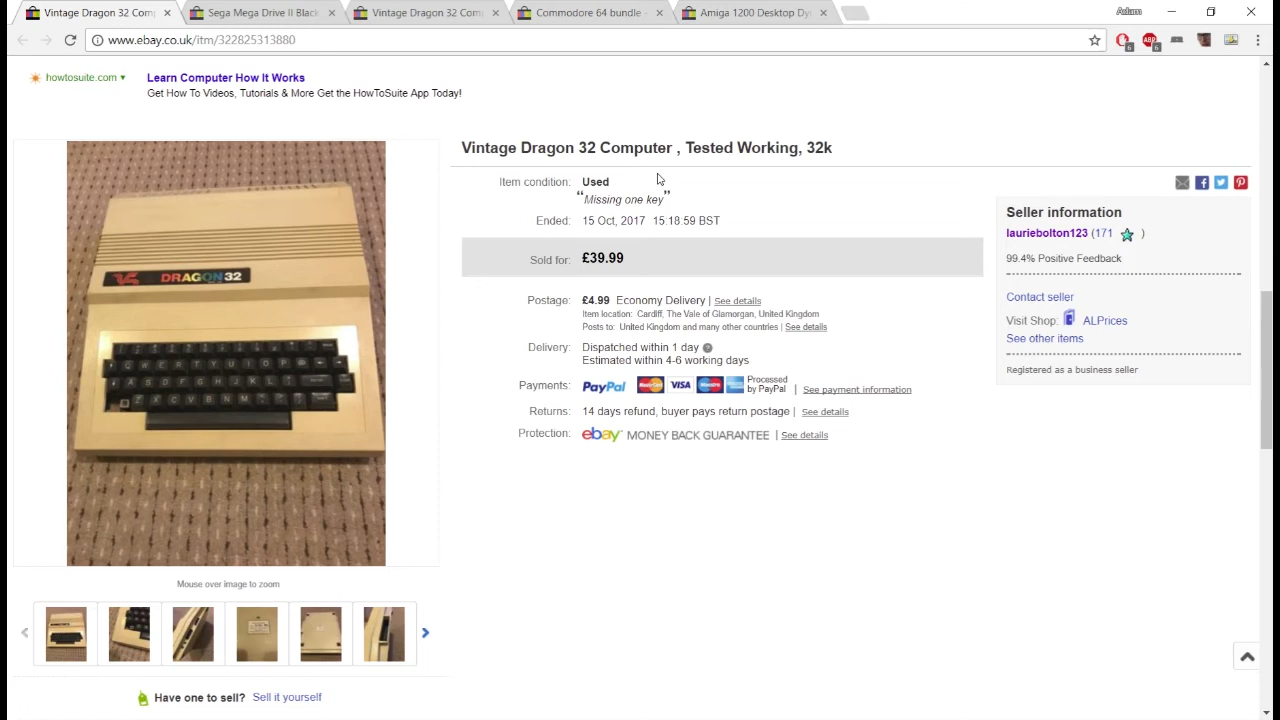 Vintage Dragon 32 Comp
Sega Mega Drive II Black
Vintage Dragon 32 Com
Commodore 64 bundle -
Amiga 1200 Desktop Dy
Adam
www.ebay.co.uk/itm/322825313880
6
ABP
6
howtosuite.com
Learn Computer How It Works
Get How To Videos, Tutorials & More Get the HowToSuite App Today!
DRAGON 32
Q W E R T Y U I O P
A S D F G H J K L
Z X C V B N M
Mouse over image to zoom
Have one to sell? Sell it yourself
Vintage Dragon 32 Computer , Tested Working, 32k
Item condition: Used
“Missing one key”
Ended: 15 Oct, 2017 15:18:59 BST
Sold for: £39.99
Postage: £4.99 Economy Delivery | See details
Item location: Cardiff, The Vale of Glamorgan, United Kingdom
Posts to: United Kingdom and many other countries | See details
Delivery: Dispatched within 1 day
Estimated within 4-6 working days
Payments: PayPal MasterCard VISA Maestro Processed by PayPal | See payment information
Returns: 14 days refund, buyer pays return postage | See details
Protection: ebay MONEY BACK GUARANTEE | See details
Seller information
lauriebolton123 (171 )
99.4% Positive Feedback
Contact seller
Visit Shop: ALPrices
See other items
Registered as a business seller